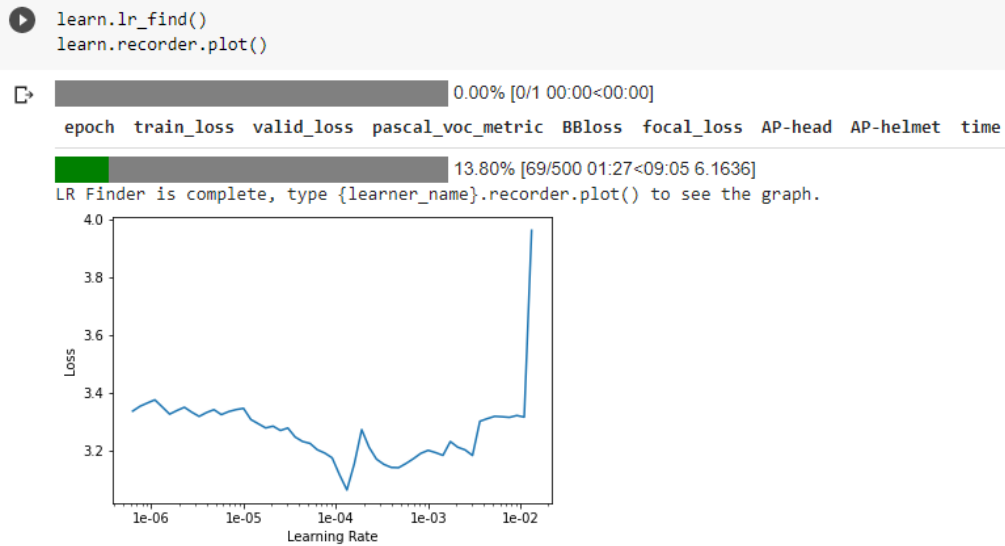 learn.lr_find()
learn.recorder.plot()
0.00% [0/1 00:00<00:00]
epoch train_loss valid_loss pascal_voc_metric BBloss focal_loss AP-head AP-helmet time
13.80% [69/500 01:27<09:05 6.1636]
LR Finder is complete, type {learner_name}.recorder.plot() to see the graph.
4.0
3.8
3.6
3.4
3.2
Loss
1e-06 1e-05 1e-04 1e-03 1e-02
Learning Rate